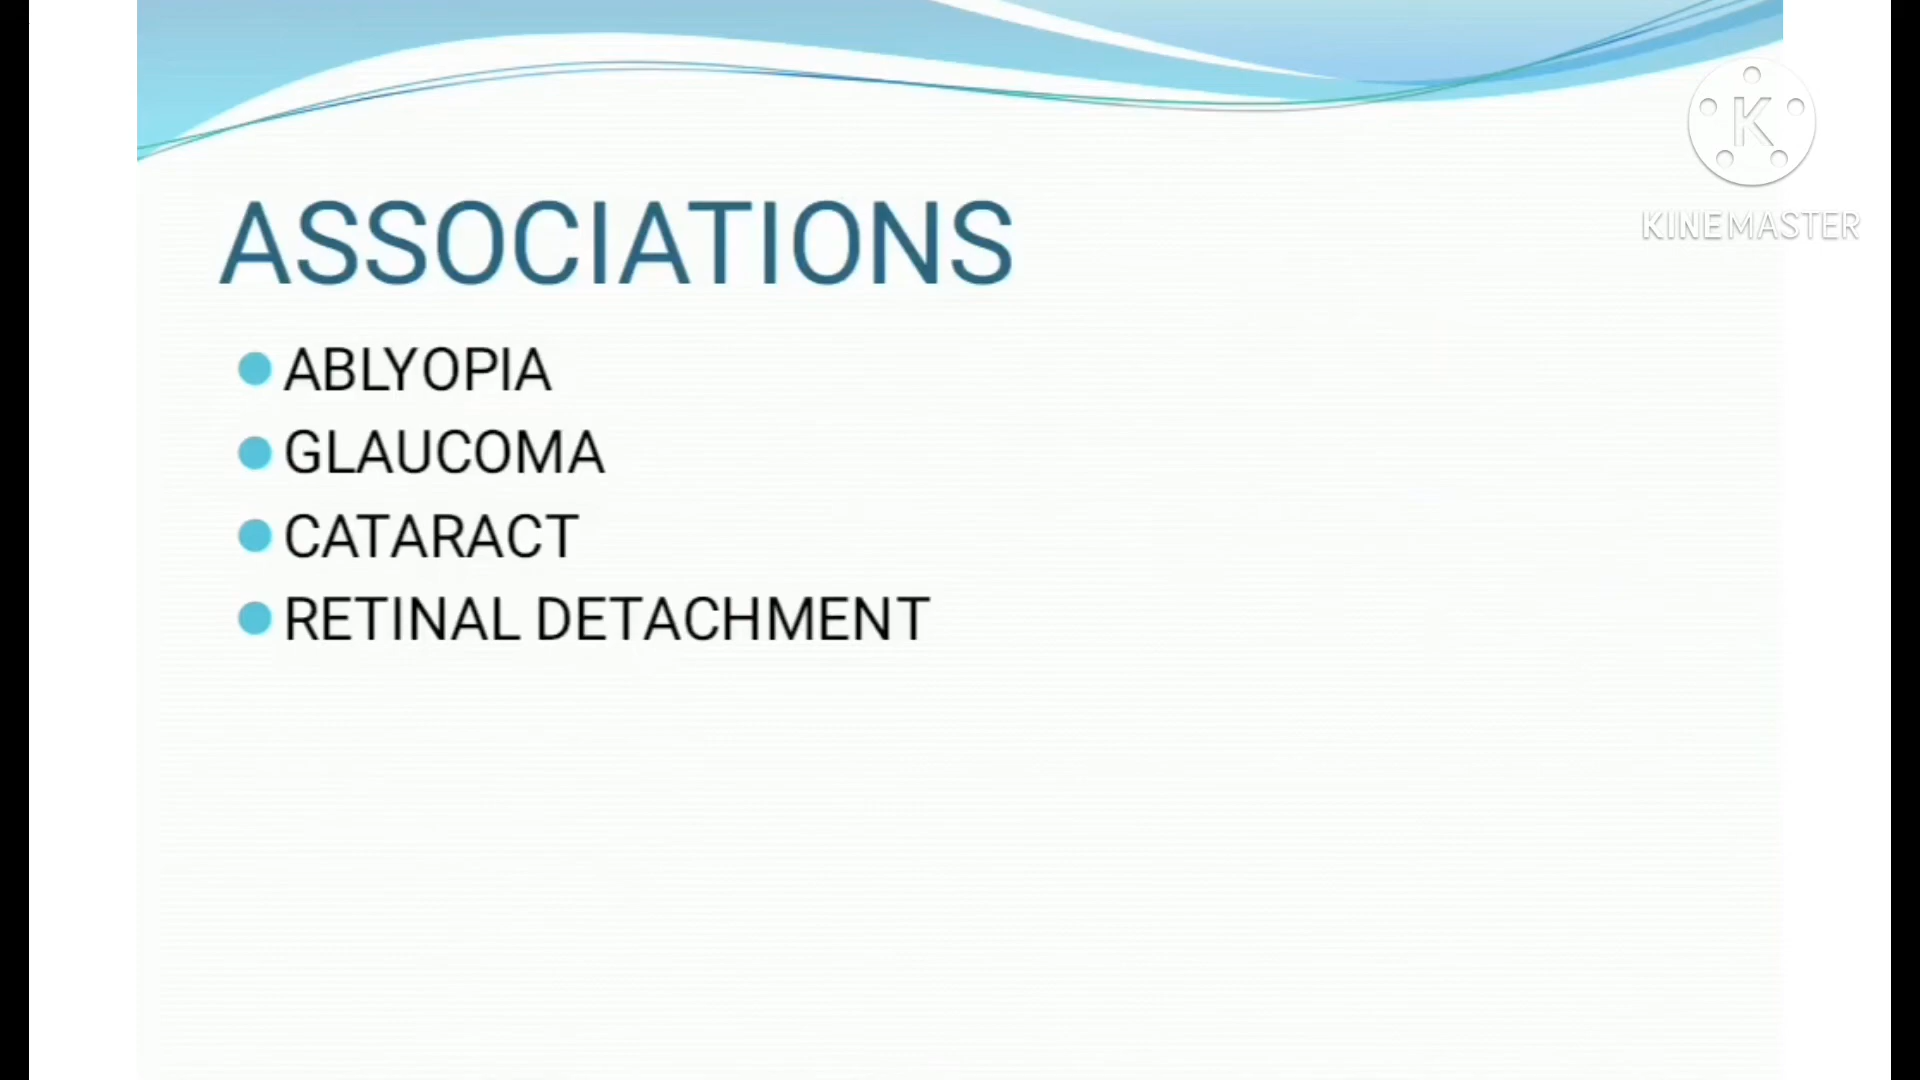 K
KINEMASTER
ASSOCIATIONS
ABLYOPIA
GLAUCOMA
CATARACT
RETINAL DETACHMENT